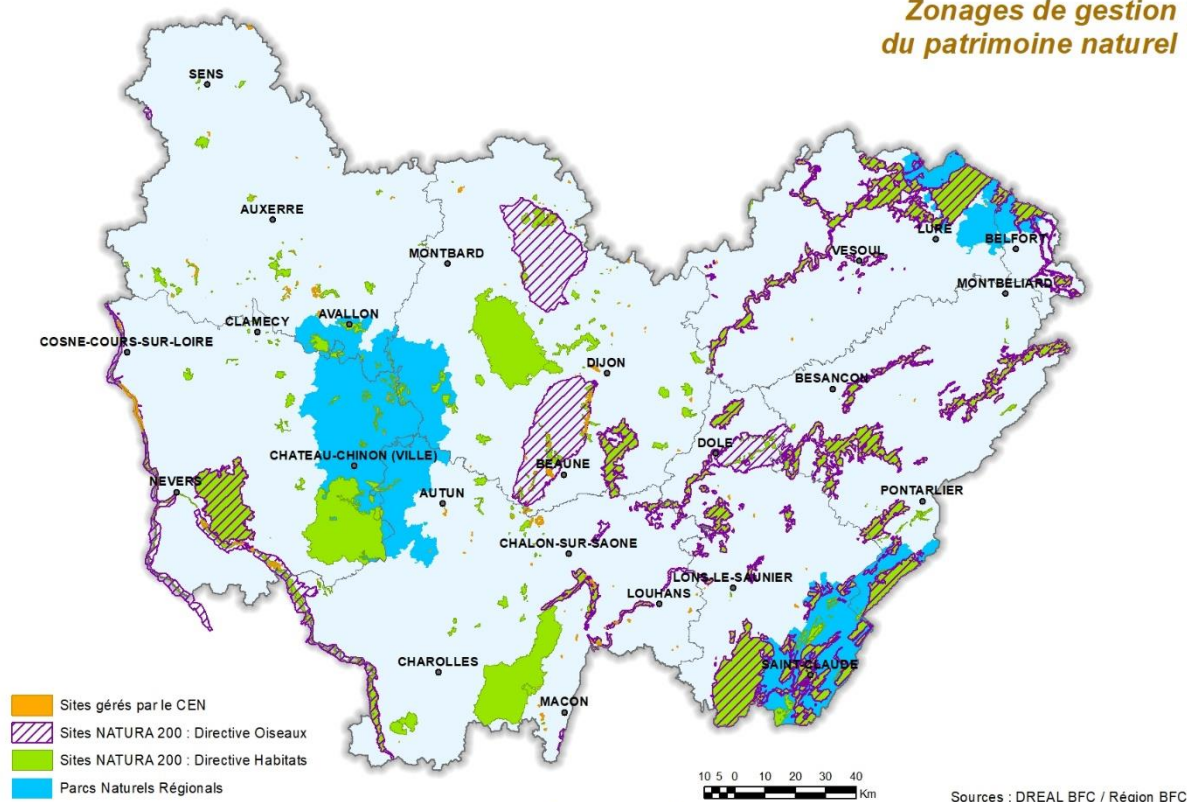 Zonages de gestion
du patrimoine naturel
SENS
AUXERRE
MONTBARD
LURE
VESOUL
BELFORT
MONTBELIARD
CLAMECY
AVALLON
COSNE-COURS-SUR-LOIRE
DIJON
BESANCON
DOLE
CHATEAU-CHINON (VILLE)
BEAUNE
NEVERS
AUTUN
PONTARLIER
CHALON-SUR-SAONE
LONS-LE-SAUNIER
LOUHANS
CHAROLLES
SAINT-CLAUDE
MACON
Sites gérés par le CEN
Sites NATURA 200 : Directive Oiseaux
Sites NATURA 200 : Directive Habitats
Parcs Naturels Régionals
10 5 0 10 20 30 40
Km
Sources : DREAL BFC / Région BFC